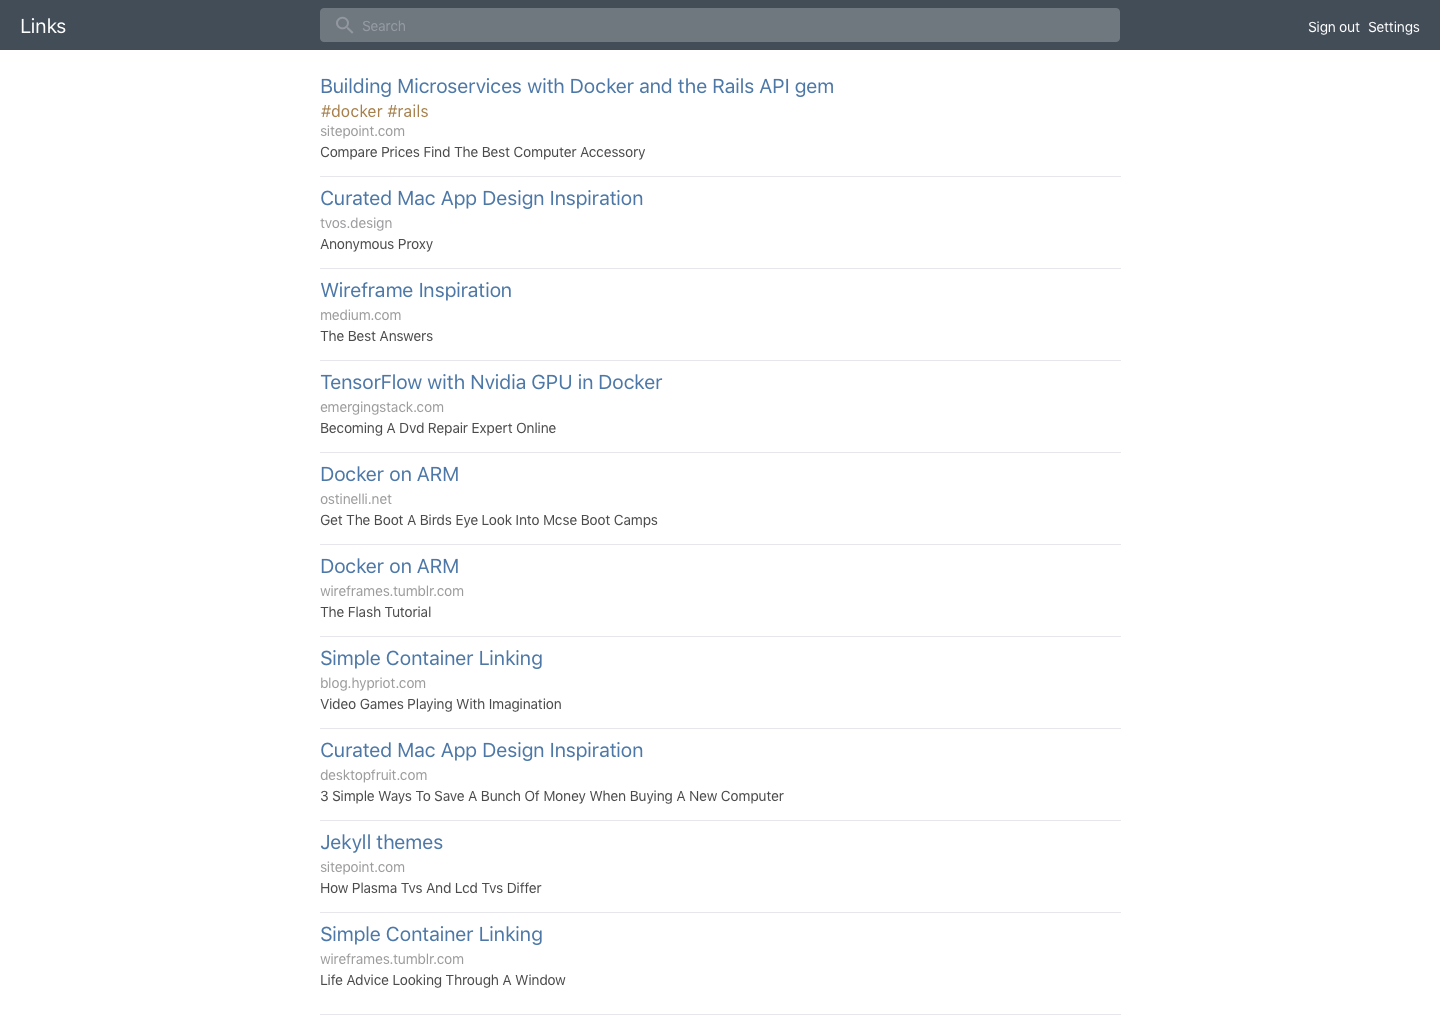 Links
Search
Sign out Settings
Building Microservices with Docker and the Rails API gem
#docker #rails
sitepoint.com
Compare Prices Find The Best Computer Accessory
Curated Mac App Design Inspiration
tvos.design
Anonymous Proxy
Wireframe Inspiration
medium.com
The Best Answers
TensorFlow with Nvidia GPU in Docker
emergingstack.com
Becoming A Dvd Repair Expert Online
Docker on ARM
ostinelli.net
Get The Boot A Birds Eye Look Into Mcse Boot Camps
Docker on ARM
wireframes.tumblr.com
The Flash Tutorial
Simple Container Linking
blog.hypriot.com
Video Games Playing With Imagination
Curated Mac App Design Inspiration
desktopfruit.com
3 Simple Ways To Save A Bunch Of Money When Buying A New Computer
Jekyll themes
sitepoint.com
How Plasma Tvs And Lcd Tvs Differ
Simple Container Linking
wireframes.tumblr.com
Life Advice Looking Through A Window